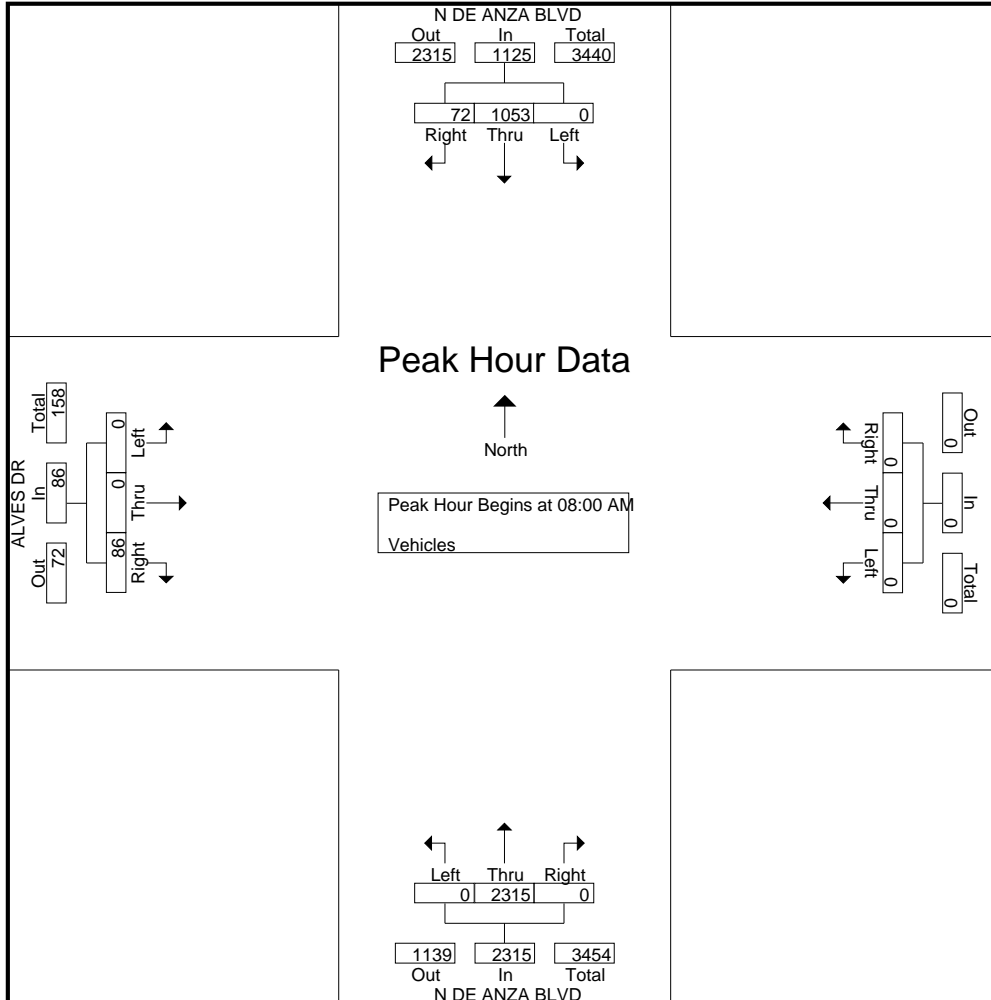 N DE ANZA BLVD
Out In Total
2315 1125 3440
72 1053 0
Right Thru Left
Peak Hour Data
North
Peak Hour Begins at 08:00 AM
Vehicles
ALVES DR
Out In Total
72 86 158
0 0 86
Left Thru Right
Right Thru Left
0 0 0
Out In Total
0 0 0
Left Thru Right
0 2315 0
1139 2315 3454
Out In Total
N DE ANZA BLVD